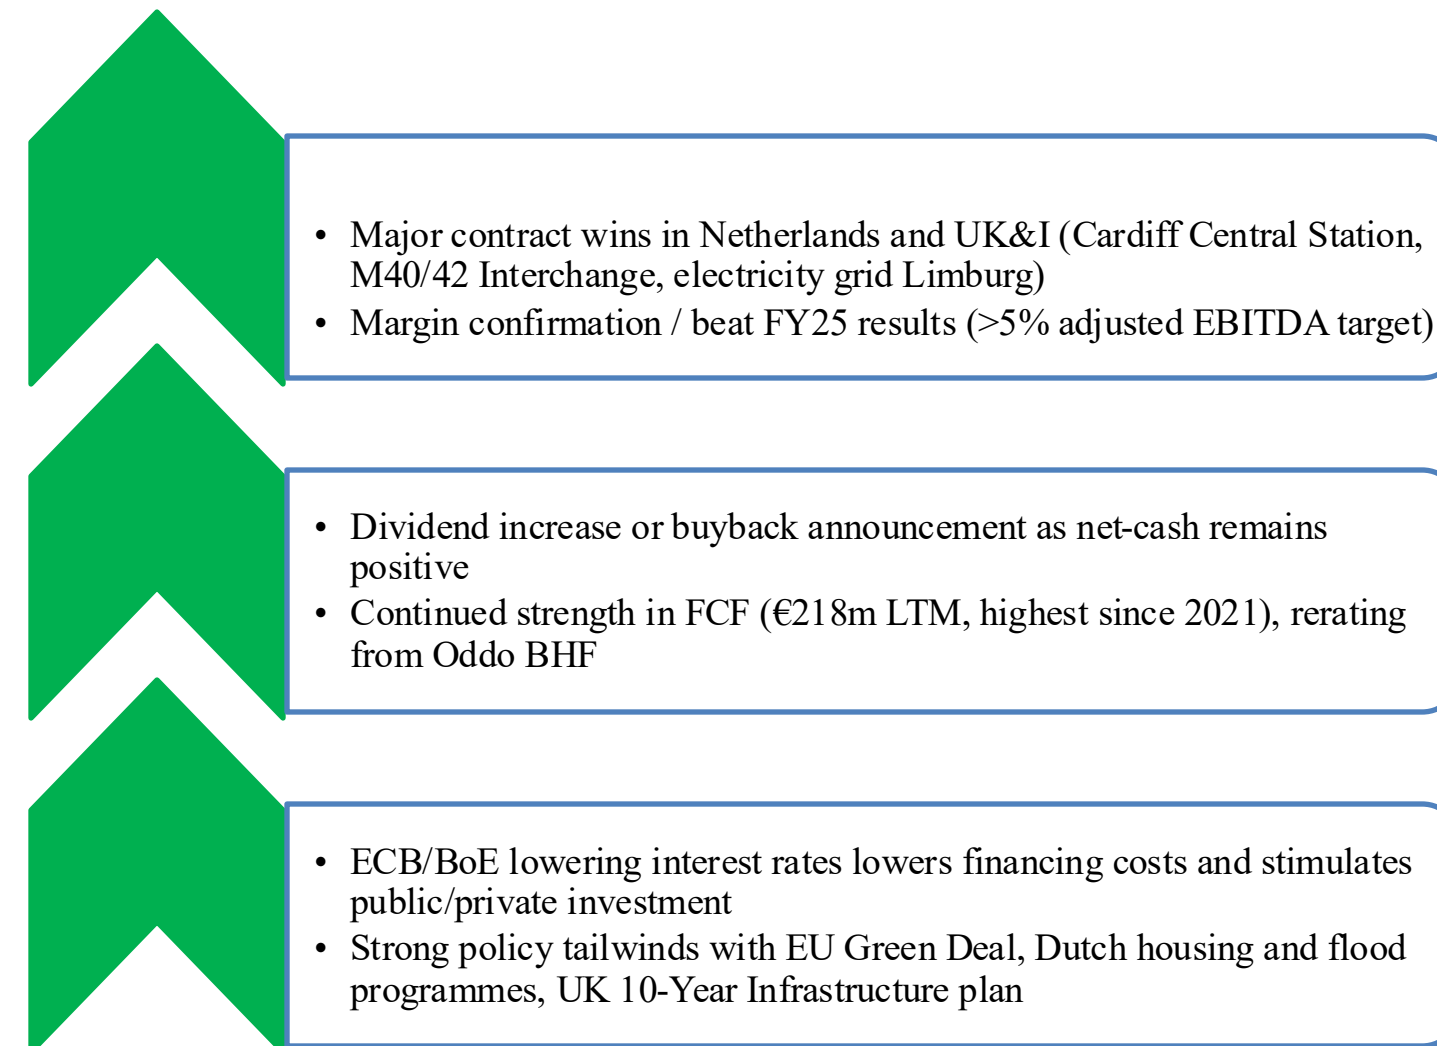 • Major contract wins in Netherlands and UK&I (Cardiff Central Station,
M40/42 Interchange, electricity grid Limburg)
• Margin confirmation / beat FY25 results (>5% adjusted EBITDA target)
• Dividend increase or buyback announcement as net-cash remains
positive
• Continued strength in FCF (€218m LTM, highest since 2021), rerating
from Oddo BHF
• ECB/BoE lowering interest rates lowers financing costs and stimulates
public/private investment
• Strong policy tailwinds with EU Green Deal, Dutch housing and flood
programmes, UK 10-Year Infrastructure plan